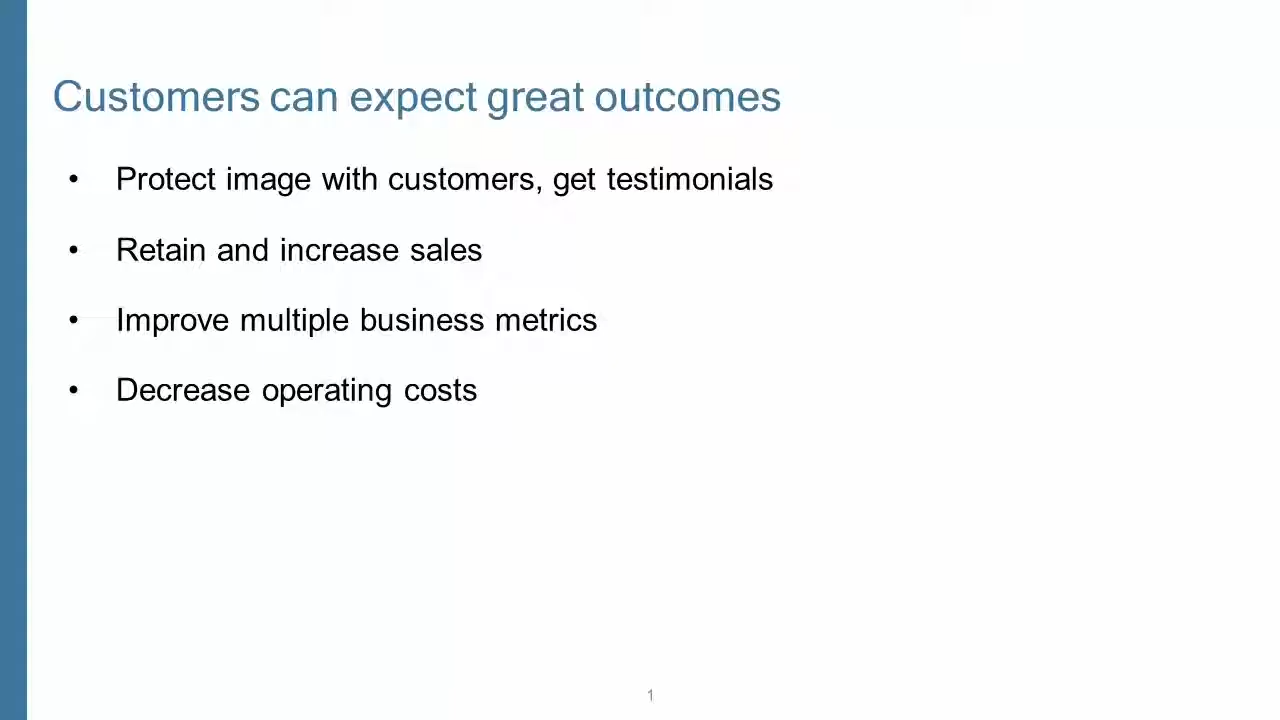 Customers can expect great outcomes
• Protect image with customers, get testimonials
• Retain and increase sales
• Improve multiple business metrics
• Decrease operating costs
1